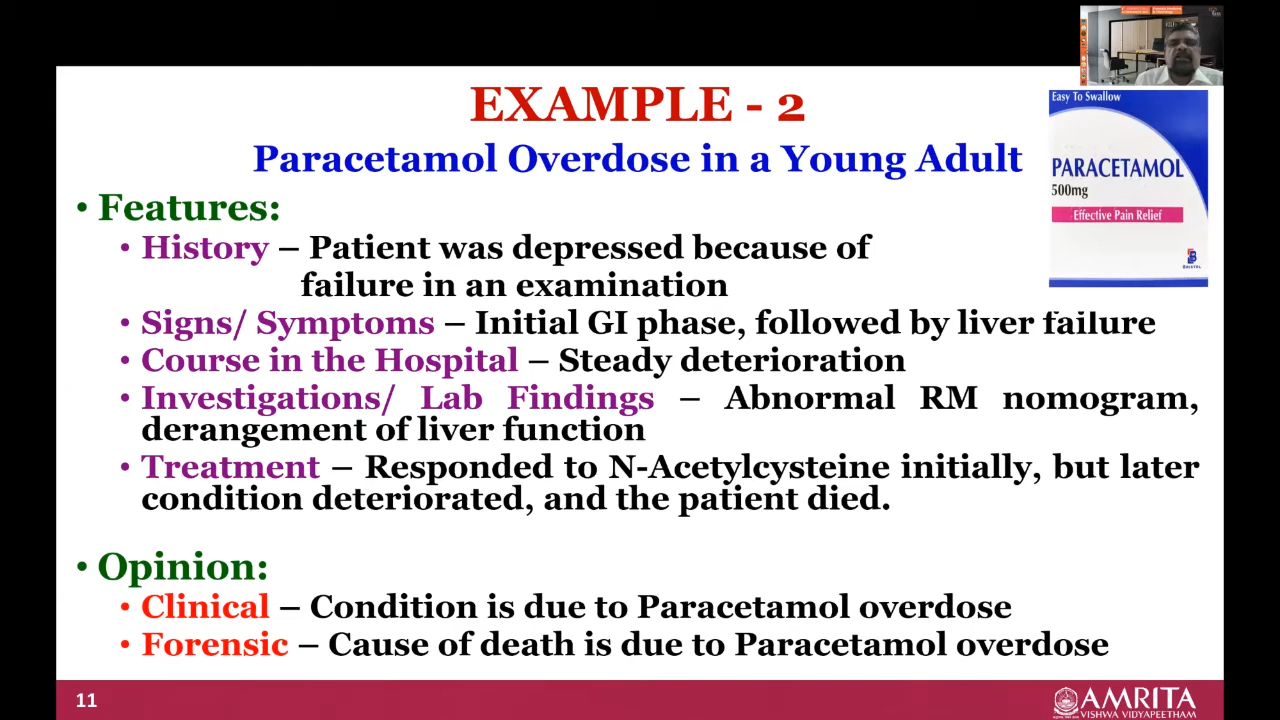 EXAMPLE - 2
Paracetamol Overdose in a Young Adult
Easy To Swallow
PARACETAMOL
500mg
Effective Pain Relief
BRISTOL
• Features:
• History – Patient was depressed because of
failure in an examination
• Signs/ Symptoms – Initial GI phase, followed by liver failure
• Course in the Hospital – Steady deterioration
• Investigations/ Lab Findings – Abnormal RM nomogram,
derangement of liver function
• Treatment – Responded to N-Acetylcysteine initially, but later
condition deteriorated, and the patient died.
• Opinion:
• Clinical – Condition is due to Paracetamol overdose
• Forensic – Cause of death is due to Paracetamol overdose
11
AMRITA
VISHWA VIDYAPEETHAM